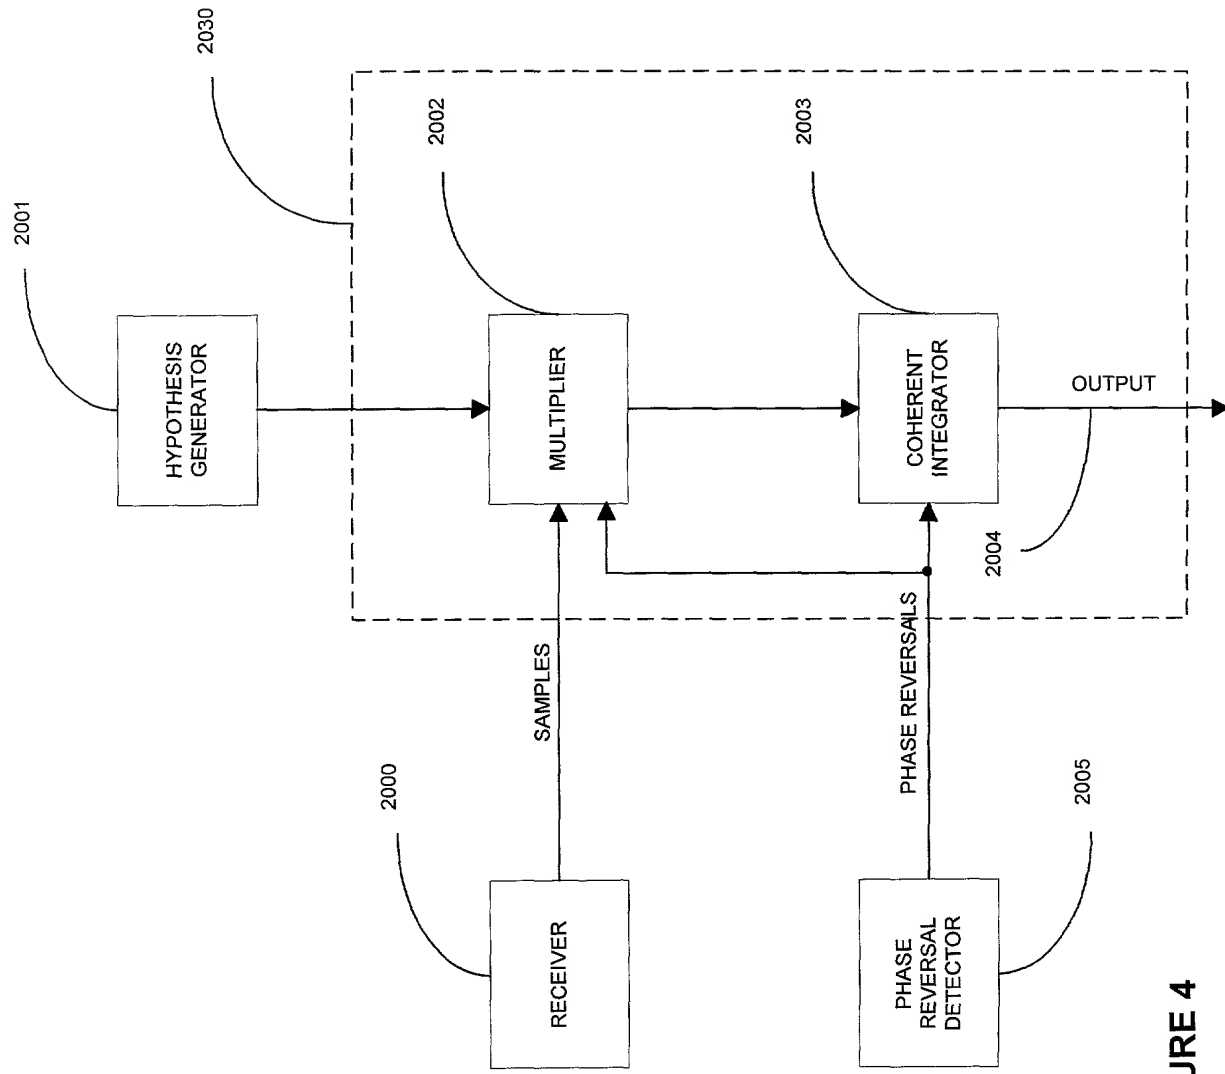 RECEIVER
2000
SAMPLES
HYPOTHESIS
GENERATOR
2001
MULTIPLIER
2002
2030
PHASE
REVERSAL
DETECTOR
2005
PHASE REVERSALS
COHERENT
INTEGRATOR
2003
OUTPUT
2004
URE 4